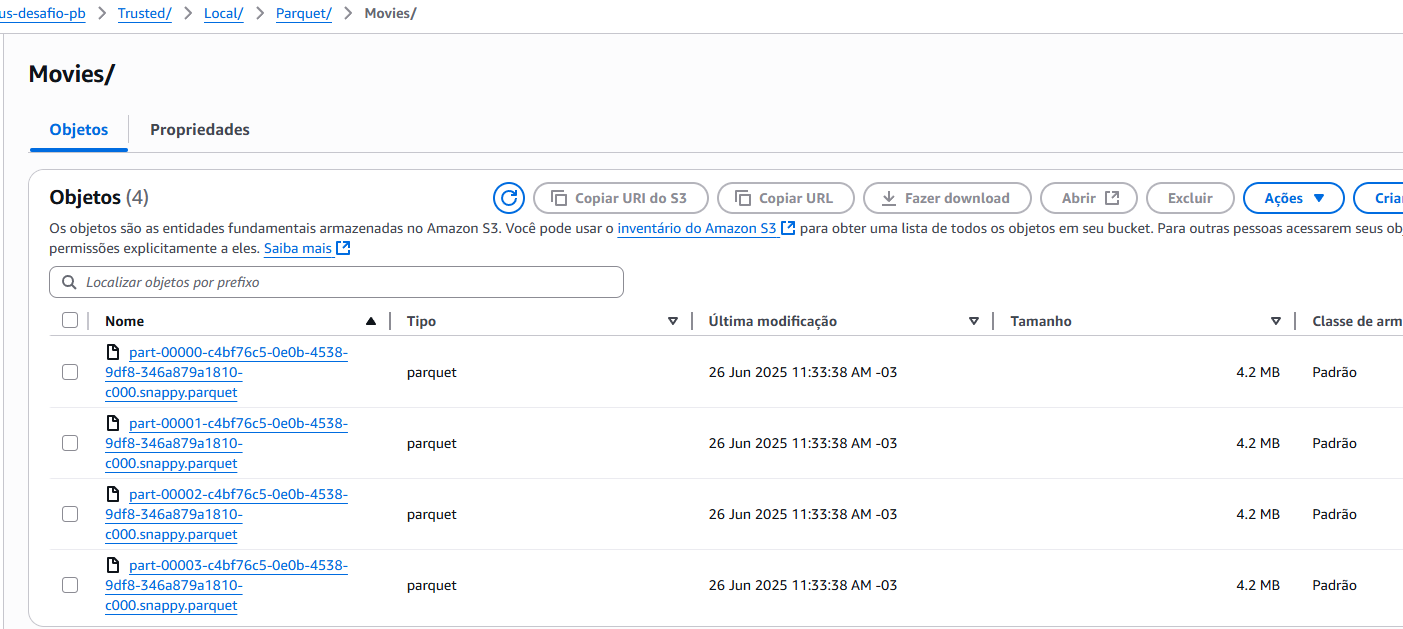 us-desafio-pb > Trusted/ > Local/ > Parquet/ > Movies/
Movies/
Objetos Propriedades
Objetos (4) Copiar URI do S3 Copiar URL Fazer download Abrir Excluir Ações Cria
Os objetos são as entidades fundamentais armazenadas no Amazon S3. Você pode usar o inventário do Amazon S3 para obter uma lista de todos os objetos em seu bucket. Para outras pessoas acessarem seus obj
permissões explicitamente a eles. Saiba mais
Localizar objetos por prefixo
Nome Tipo Última modificação Tamanho Classe de arm
part-00000-c4bf76c5-0e0b-4538-
9df8-346a879a1810- parquet 26 Jun 2025 11:33:38 AM -03 4.2 MB Padrão
c000.snappy.parquet
part-00001-c4bf76c5-0e0b-4538-
9df8-346a879a1810- parquet 26 Jun 2025 11:33:38 AM -03 4.2 MB Padrão
c000.snappy.parquet
part-00002-c4bf76c5-0e0b-4538-
9df8-346a879a1810- parquet 26 Jun 2025 11:33:38 AM -03 4.2 MB Padrão
c000.snappy.parquet
part-00003-c4bf76c5-0e0b-4538-
9df8-346a879a1810- parquet 26 Jun 2025 11:33:38 AM -03 4.2 MB Padrão
c000.snappy.parquet